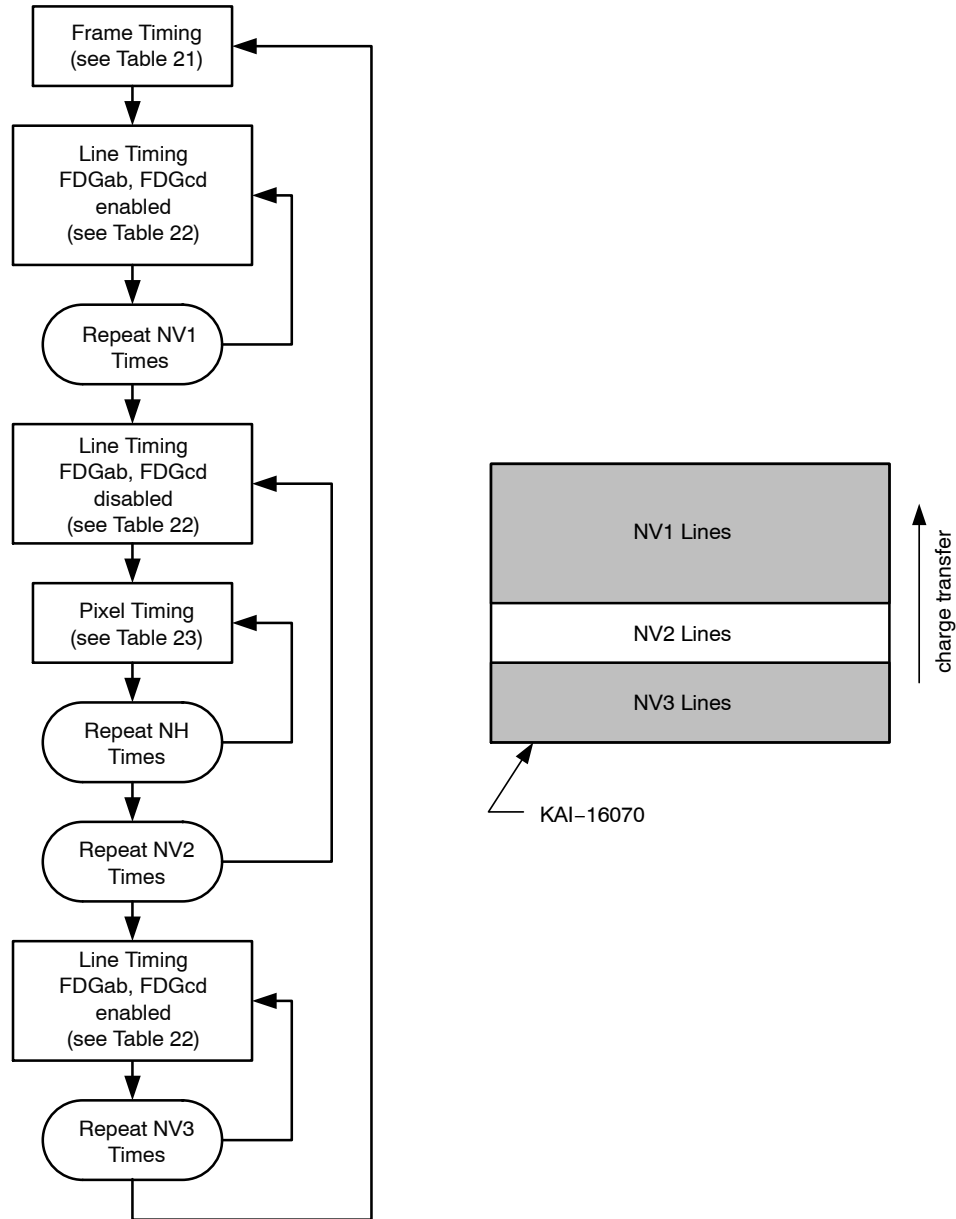 Frame Timing
(see Table 21)
Line Timing
FDGab, FDGcd
enabled
(see Table 22)
Repeat NV1
Times
Line Timing
FDGab, FDGcd
disabled
(see Table 22)
Pixel Timing
(see Table 23)
Repeat NH
Times
Repeat NV2
Times
Line Timing
FDGab, FDGcd
enabled
(see Table 22)
Repeat NV3
Times
NV1 Lines
NV2 Lines
NV3 Lines
charge transfer
KAI−16070